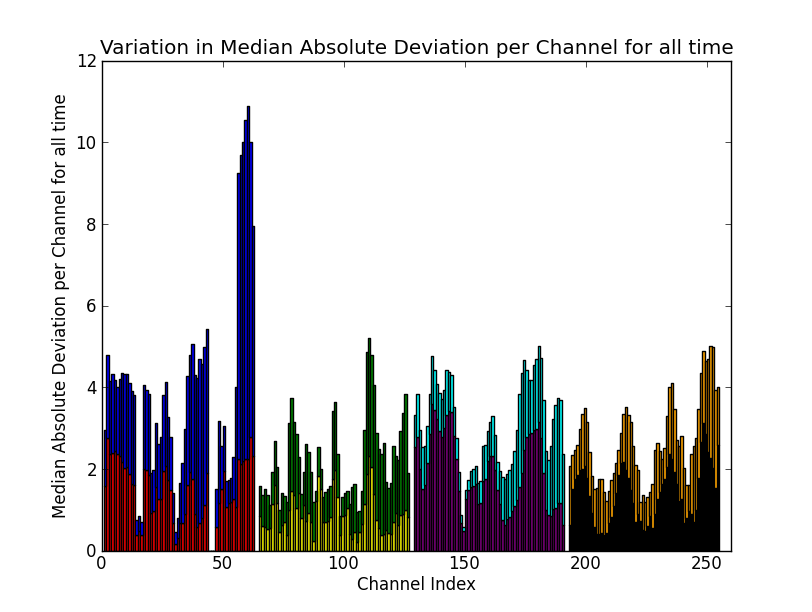 Variation in Median Absolute Deviation per Channel for all time
Median Absolute Deviation per Channel for all time
12
10
8
6
4
2
0
0 50 100 150 200 250
Channel Index